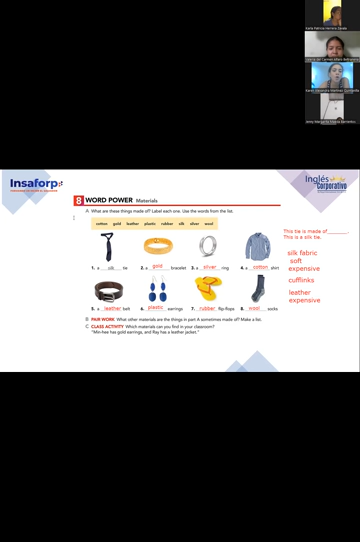 Insaforp
Inglés
Corporativo
8 WORD POWER Materials
A What are these things made of? Label each one. Use the words from the list.
cotton gold leather plastic rubber silk silver wool
This tie is made of_______.
This is a silk tie.
silk fabric
soft
expensive
1. a silk tie
2. a gold bracelet
3. a silver ring
4. a cotton shirt
cufflinks
leather
expensive
5. a leather belt
6. plastic earrings
7. rubber flip-flops
8. wool socks
B PAIR WORK What other materials are the things in part A sometimes made of? Make a list.
C CLASS ACTIVITY Which materials can you find in your classroom?
"Min-hee has gold earrings, and Ray has a leather jacket."